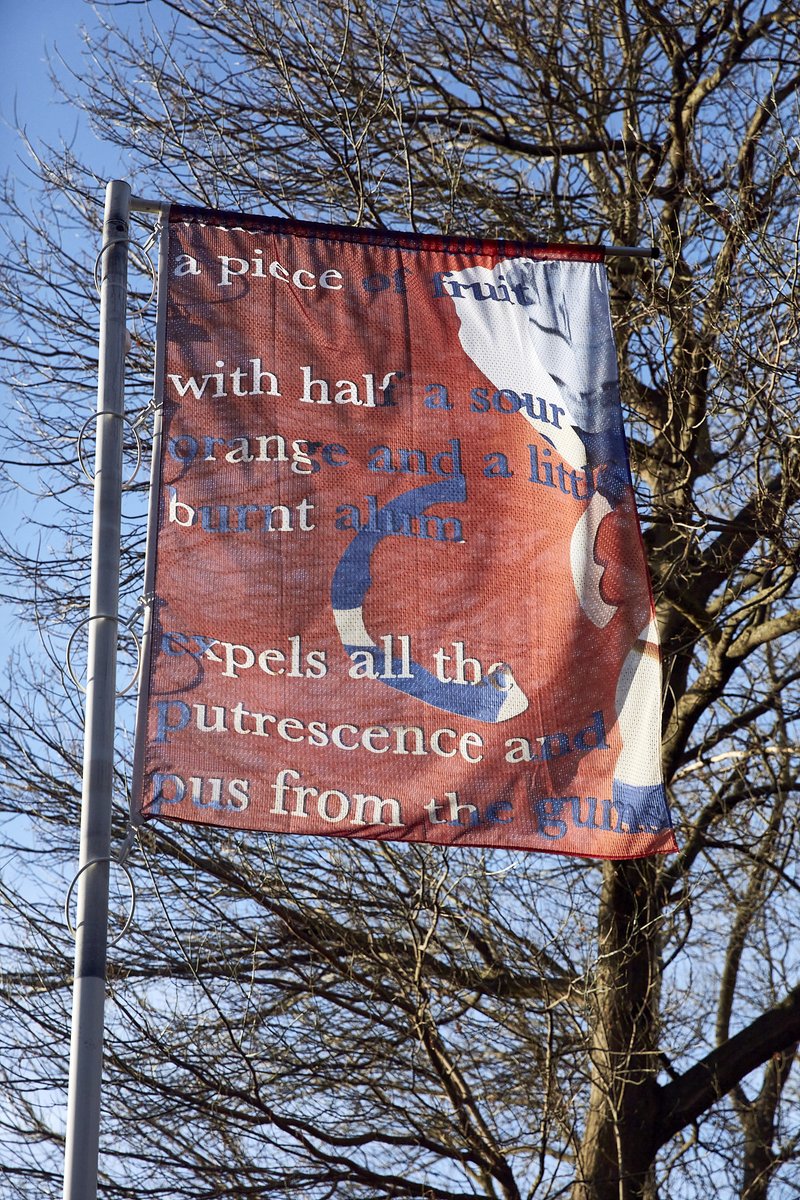 a piece of fruit
with half a sour
orange and a little
burnt alum
expels all the
putrescence and
pus from the gums